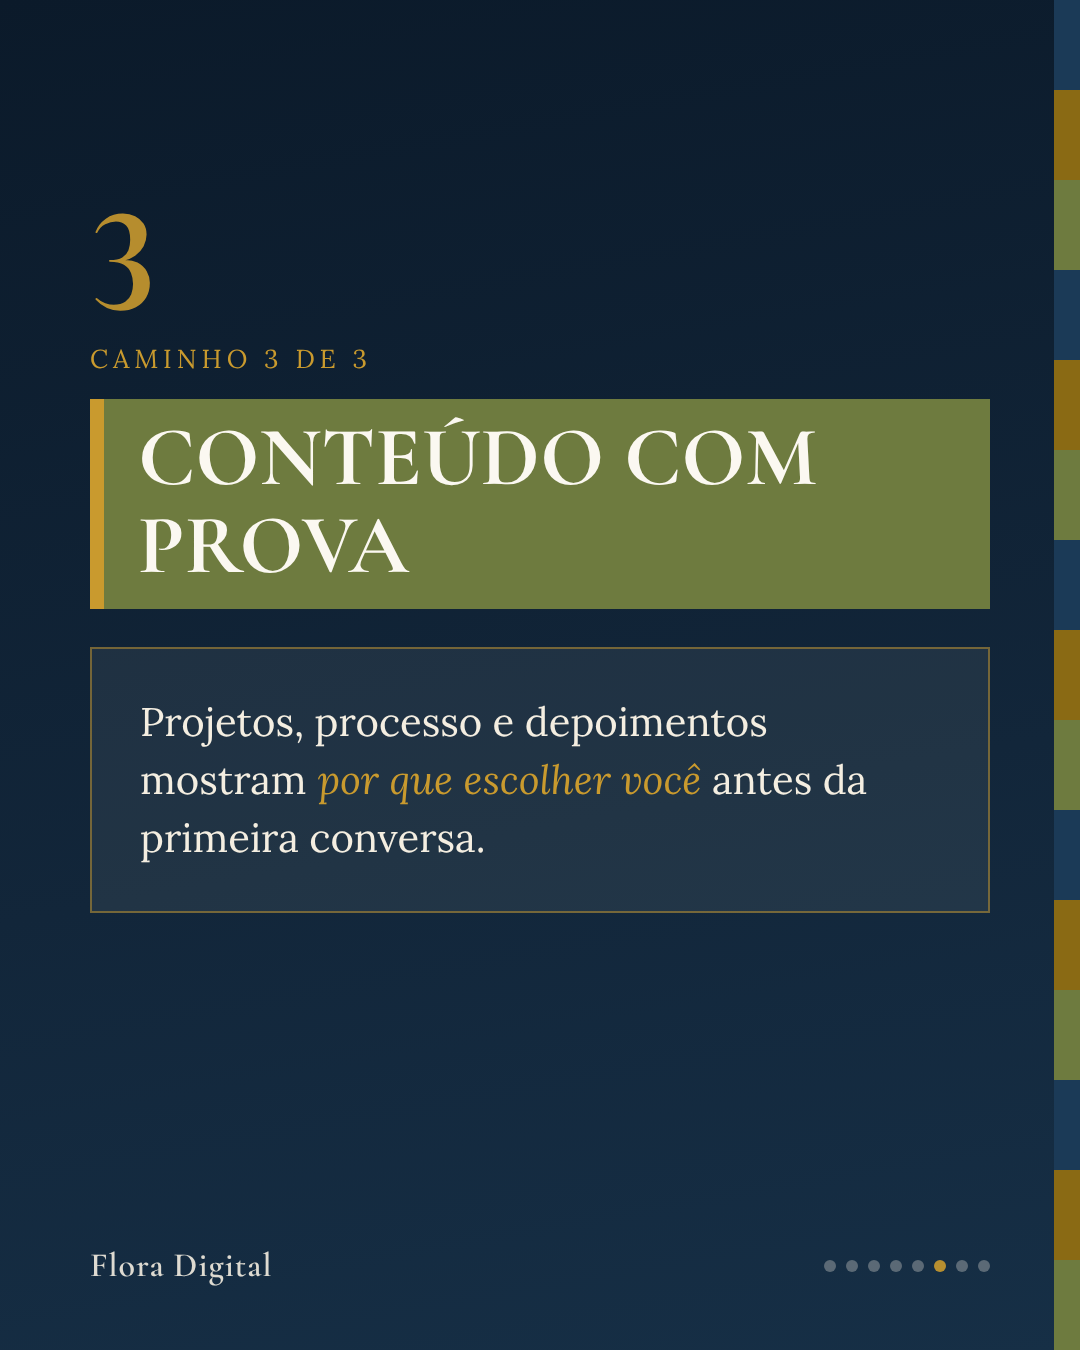 3
CAMINHO 3 DE 3
CONTEÚDO COM
PROVA
Projetos, processo e depoimentos
mostram por que escolher você antes da
primeira conversa.
Flora Digital